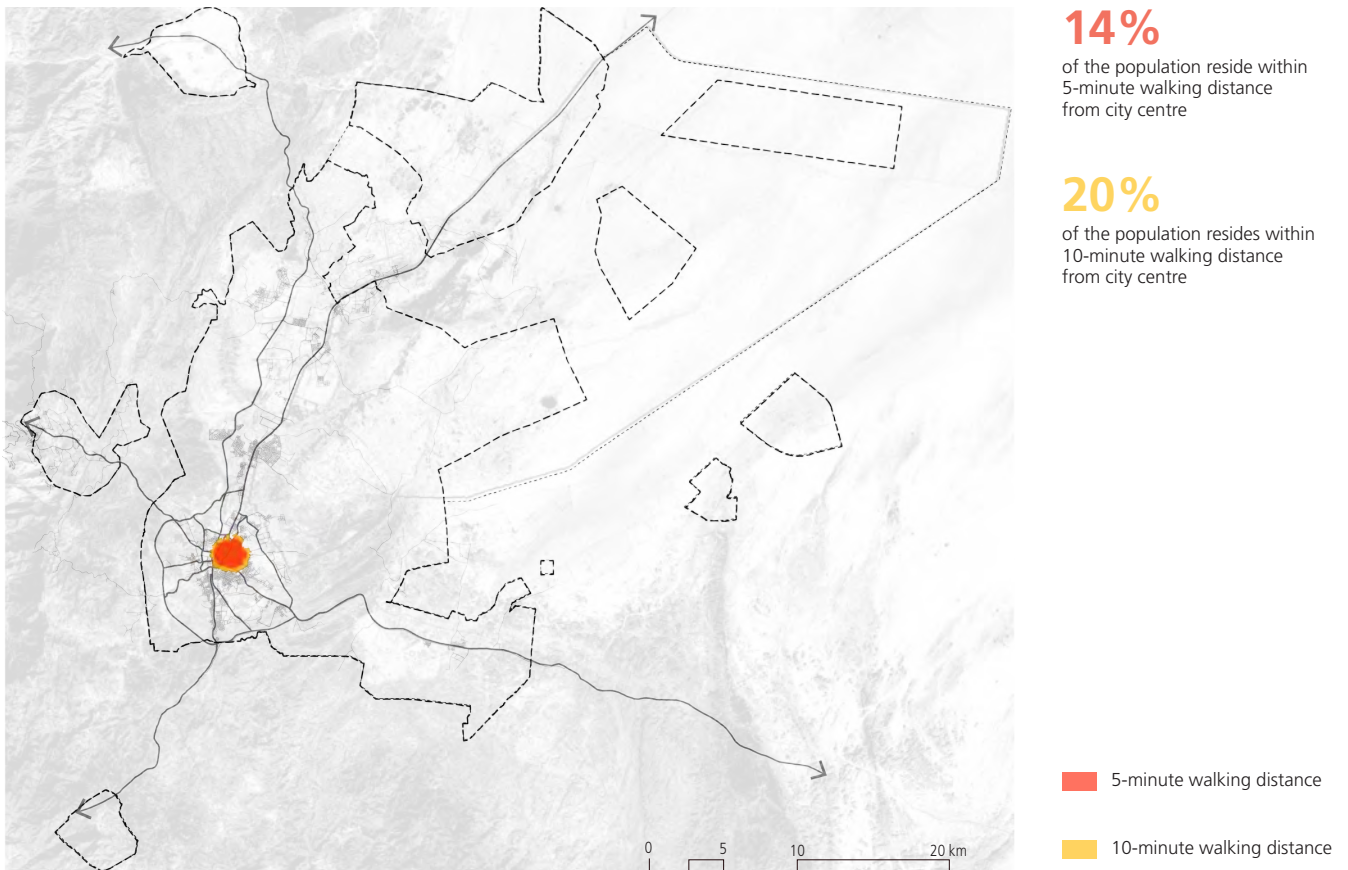 14%
of the population reside within
5-minute walking distance
from city centre
20%
of the population resides within
10-minute walking distance
from city centre
5-minute walking distance
10-minute walking distance
0 5 10 20 km